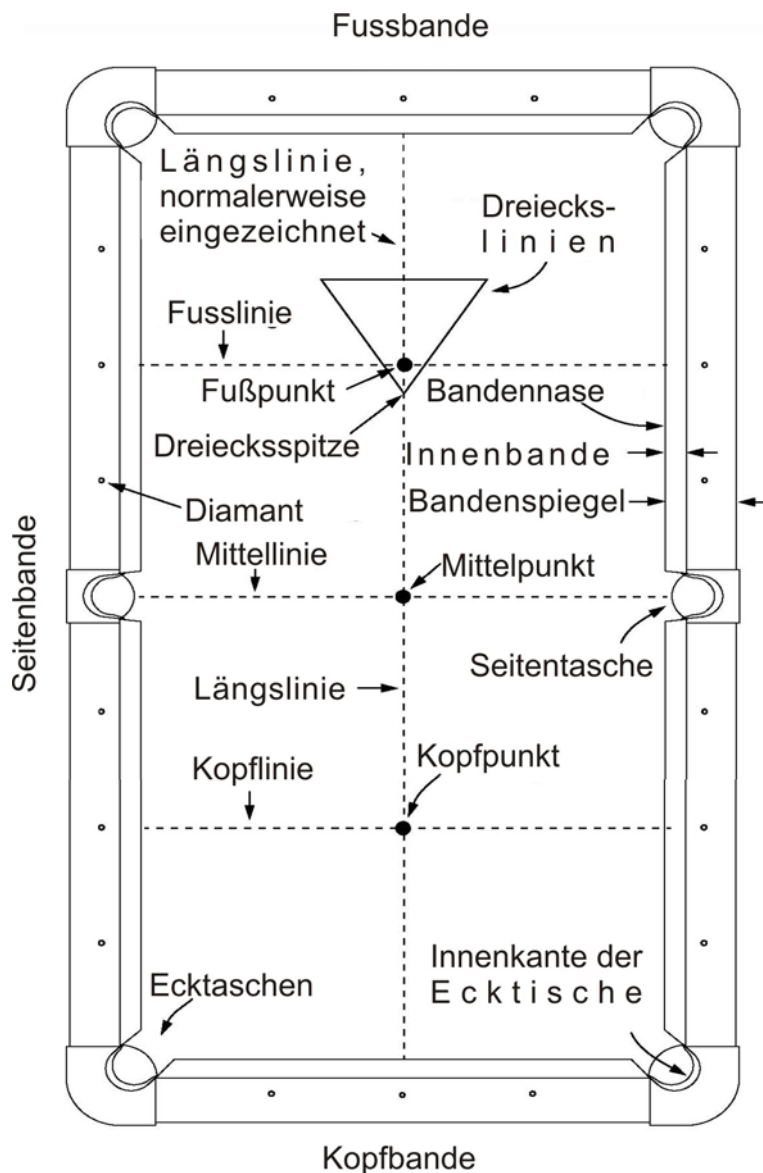 Fussbande
Längslinie,
normalerweise
eingezeichnet
Dreiecks-
linien
Fusslinie
Fußpunkt
Bandennase
Dreiecksspitze
Innenbande
Bandenspiegel
Diamant
Mittellinie
Mittelpunkt
Seitenbande
Seitentasche
Längslinie
Kopfpunkt
Kopflinie
Innenkante der
Ecktische
Ecktaschen
Kopfbande